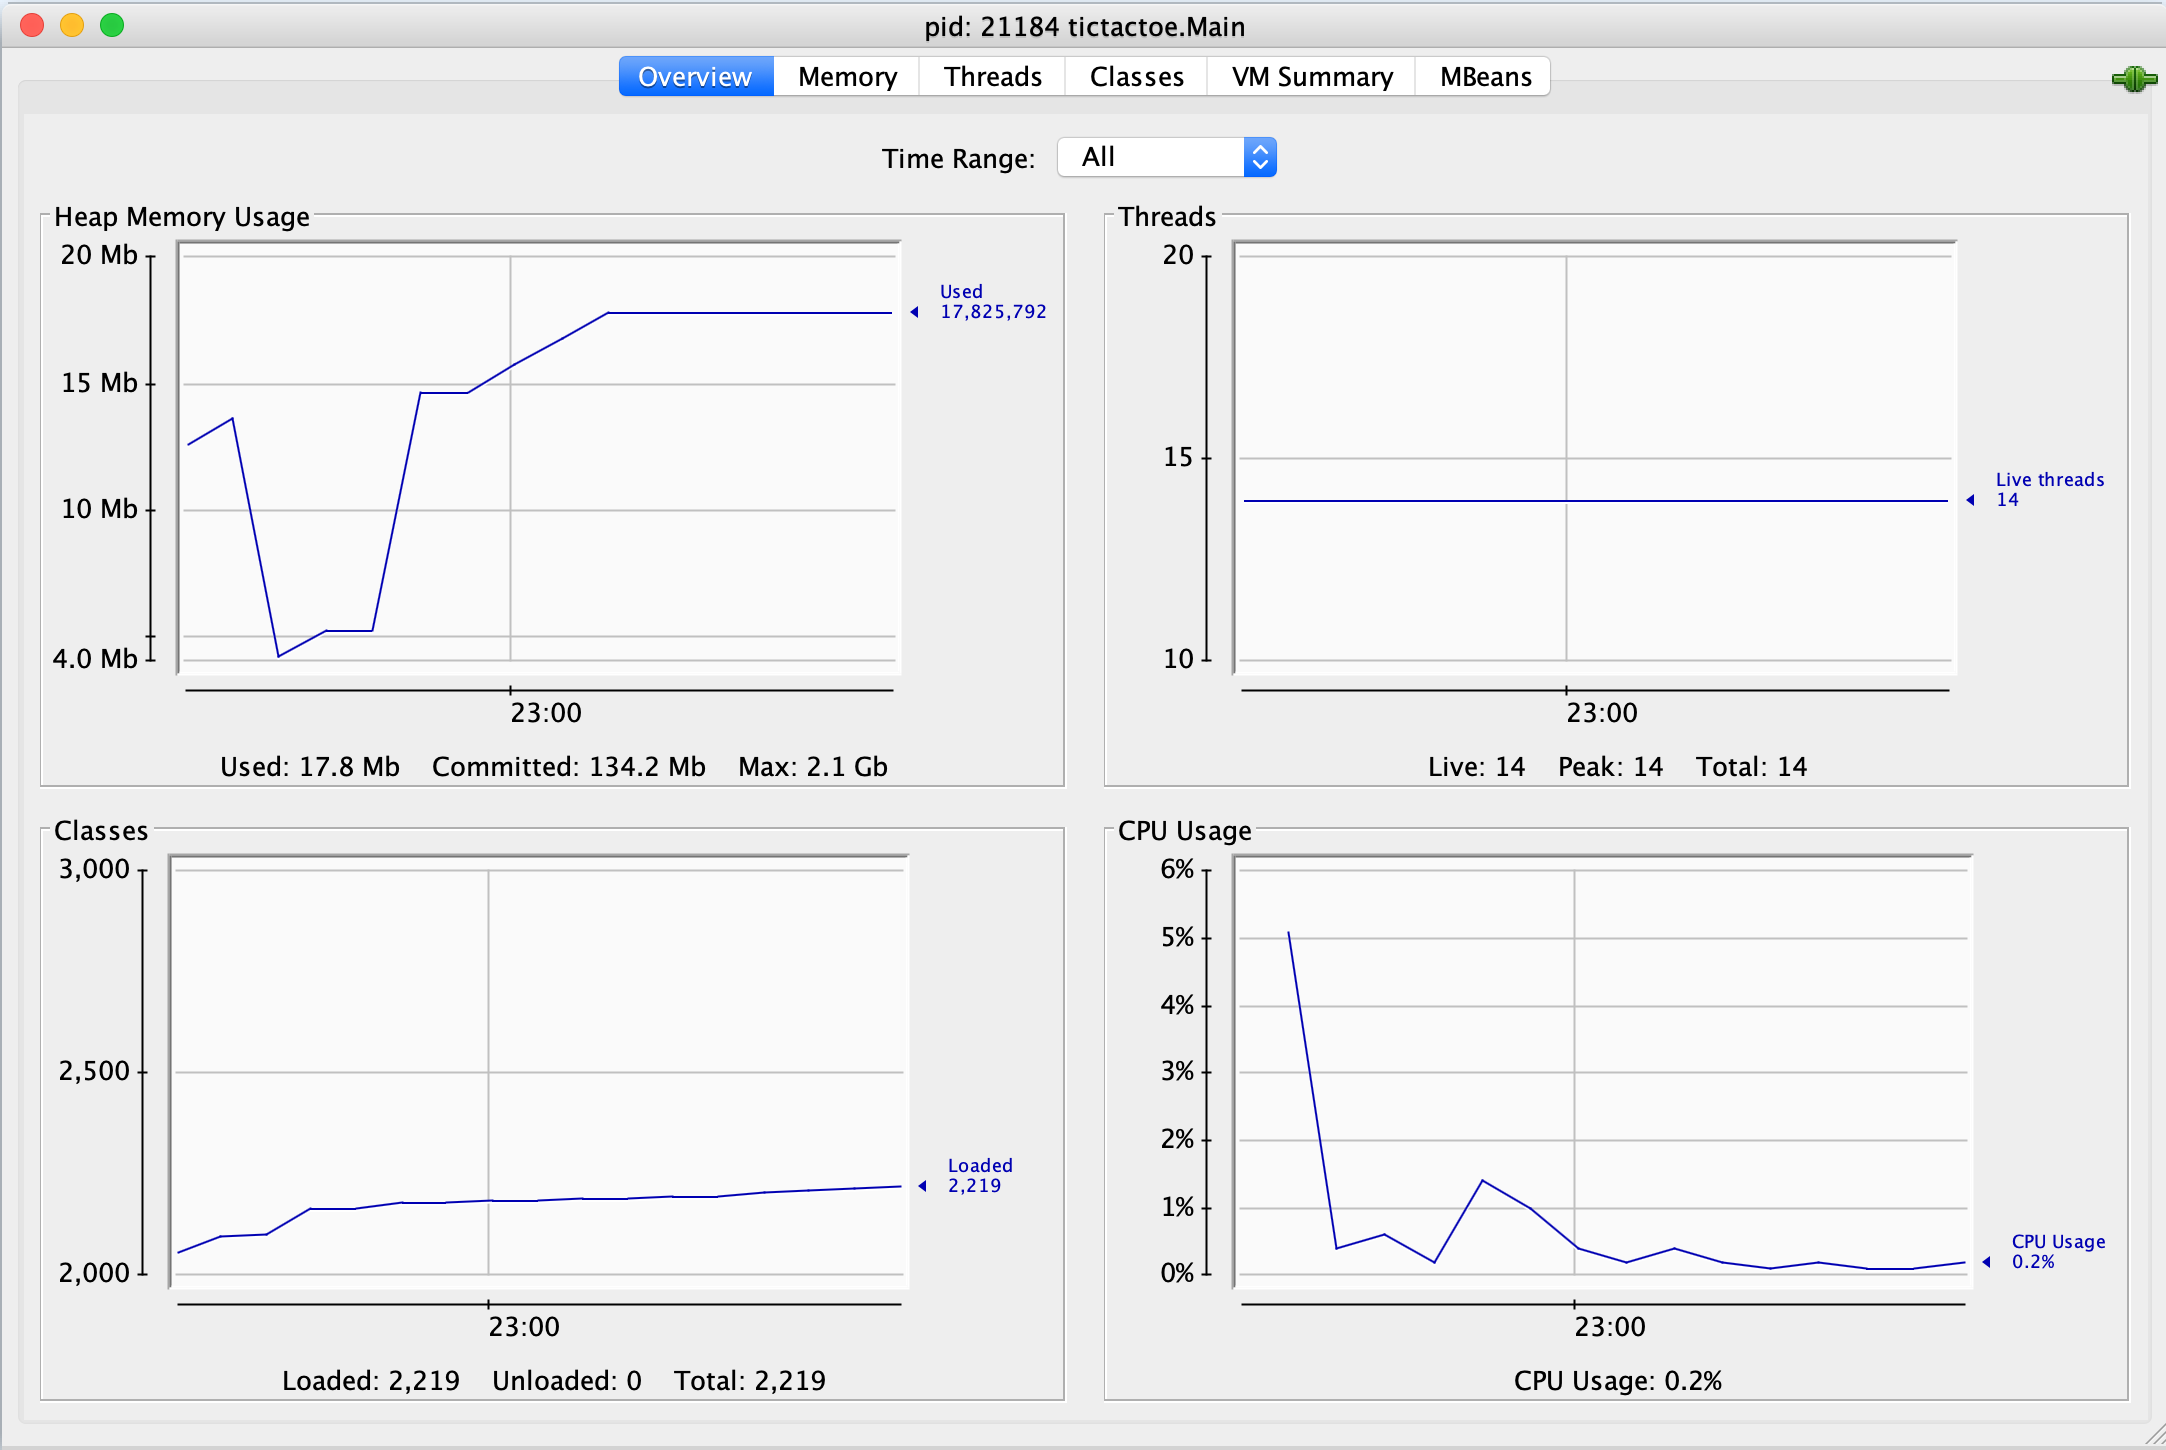 pid: 21184 tictactoe.Main
Overview Memory Threads Classes VM Summary MBeans
Time Range: All
Heap Memory Usage
20 Mb
15 Mb
10 Mb
4.0 Mb
Used
17,825,792
23:00
Used: 17.8 Mb Committed: 134.2 Mb Max: 2.1 Gb
Threads
20
15
10
Live threads
14
23:00
Live: 14 Peak: 14 Total: 14
Classes
3,000
2,500
2,000
Loaded
2,219
23:00
Loaded: 2,219 Unloaded: 0 Total: 2,219
CPU Usage
6%
5%
4%
3%
2%
1%
0%
CPU Usage
0.2%
23:00
CPU Usage: 0.2%